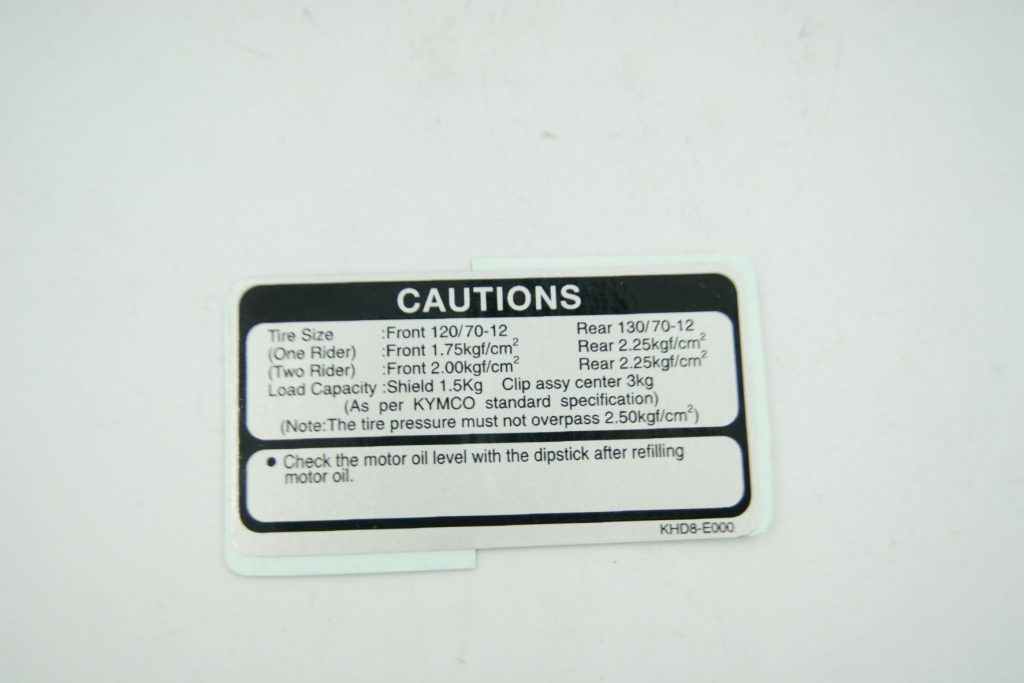 CAUTIONS
Tire Size :Front 120/70-12 Rear 130/70-12
(One Rider) :Front 1.75kgf/cm² Rear 2.25kgf/cm²
(Two Rider) :Front 2.00kgf/cm² Rear 2.25kgf/cm²
Load Capacity :Shield 1.5Kg Clip assy center 3kg
(As per KYMCO standard specification)
(Note:The tire pressure must not overpass 2.50kgf/cm²)
• Check the motor oil level with the dipstick after refilling
motor oil.
KHD8-E000